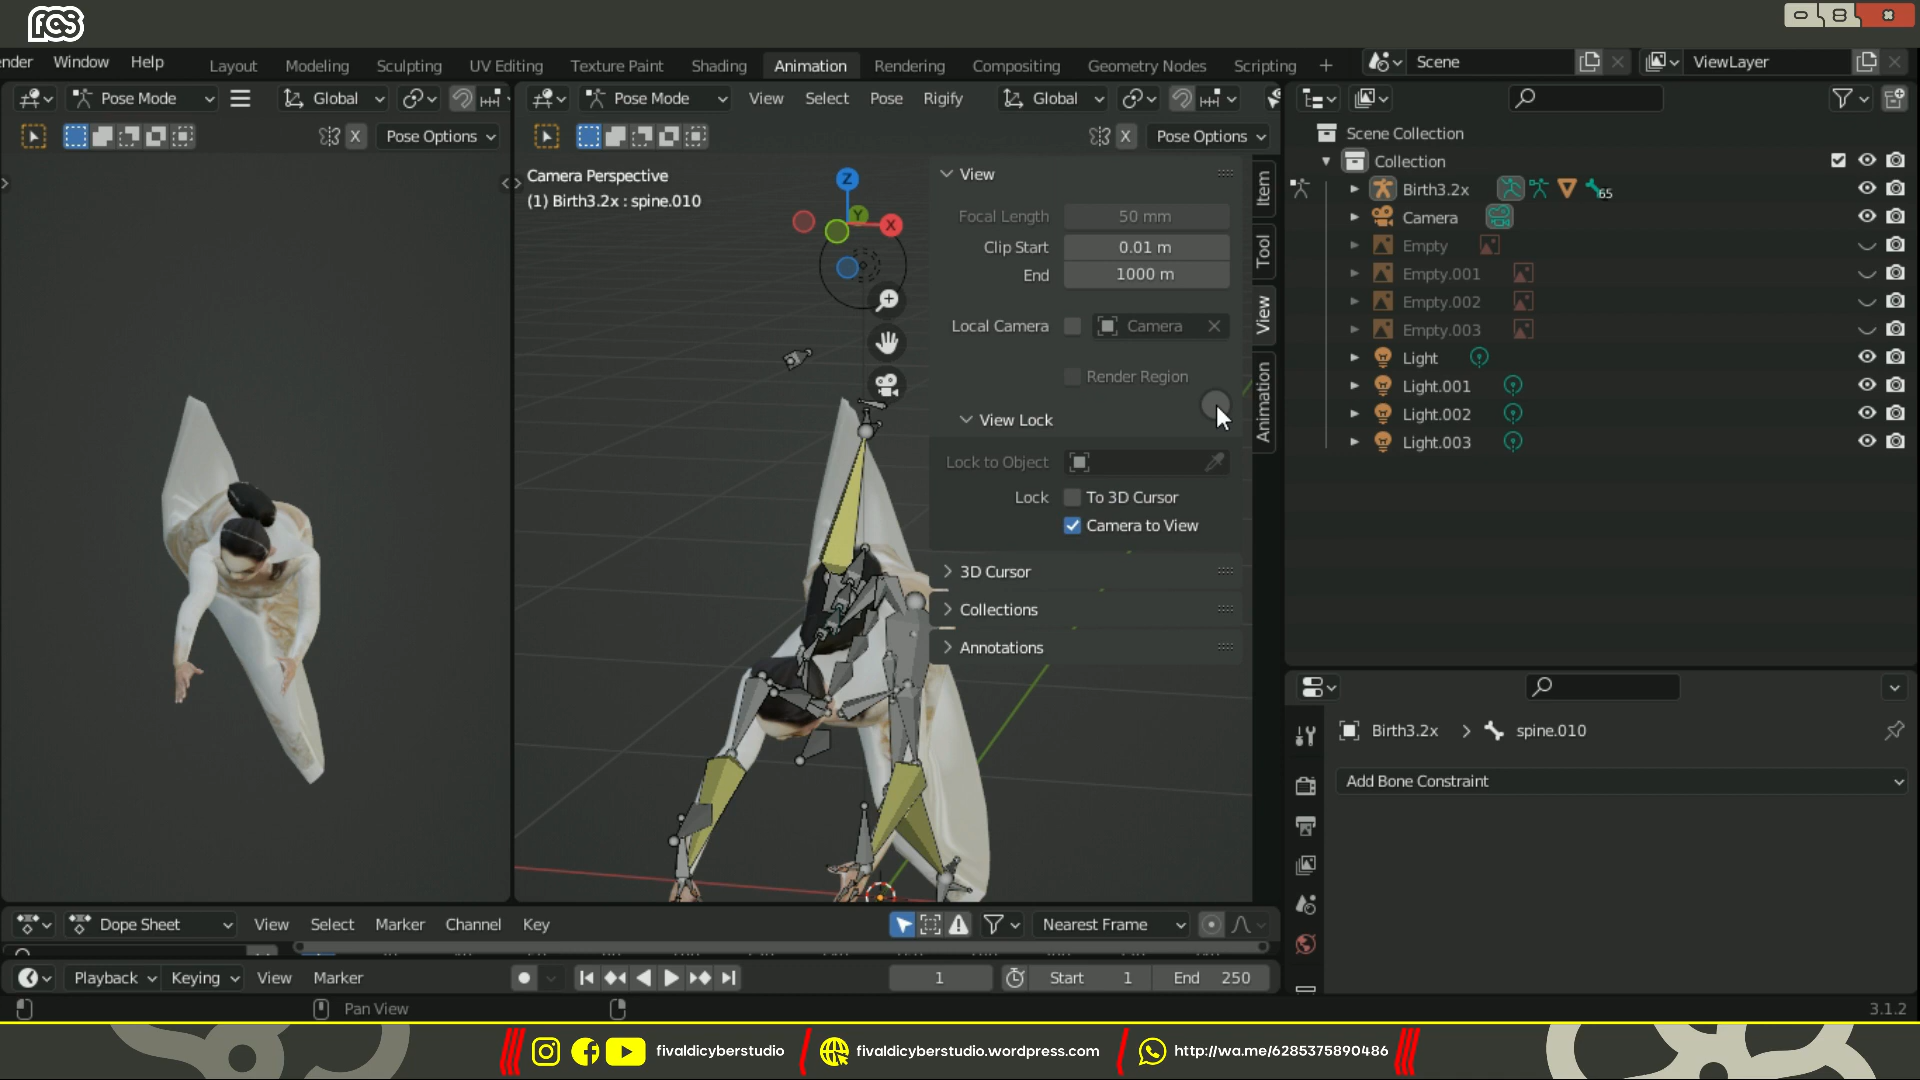 FCS
nder Window Help Layout Modeling Sculpting UV Editing Texture Paint Shading Animation Rendering Compositing Geometry Nodes Scripting + Scene ViewLayer
Pose Mode Global Pose Mode View Select Pose Rigify Global
X Pose Options X Pose Options
Camera Perspective
(1) Birth3.2x : spine.010
Z
Y
X
View
Focal Length 50 mm
Clip Start 0.01 m
End 1000 m
Local Camera Camera
Render Region
View Lock
Lock to Object
Lock To 3D Cursor
Camera to View
3D Cursor
Collections
Annotations
Item
Tool
View
Animation
Scene Collection
Collection
Birth3.2x 65
Camera
Empty
Empty.001
Empty.002
Empty.003
Light
Light.001
Light.002
Light.003
Birth3.2x > spine.010
Add Bone Constraint
Dope Sheet View Select Marker Channel Key Nearest Frame
Playback Keying View Marker 1 Start 1 End 250
Pan View 3.1.2
fivaldicyberstudio fivaldicyberstudio.wordpress.com http://wa.me/6285375890486